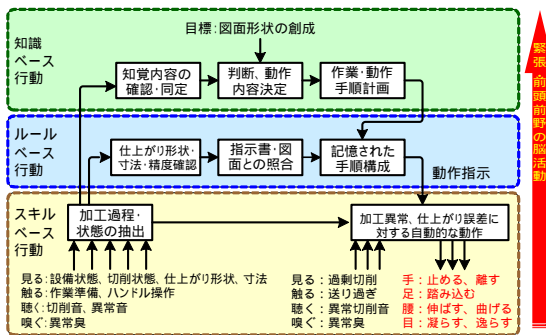 目標:図面形状の創成
知識
ベース
行動
知覚内容の
確認・同定
判断、動作
内容決定
作業・動作
手順計画
ルール
ベース
行動
仕上がり形状・
寸法・精度確認
指示書・図
面との照合
記憶された
手順構成
動作指示
スキル
ベース
行動
加工過程・
状態の抽出
加工異常、仕上がり誤差に
対する自動的な動作
見る:設備状態、切削状態、仕上がり形状、寸法
触る:作業準備、ハンドル操作
聴く:切削音、異常音
嗅ぐ:異常臭
見る:過剰切削
触る:送り過ぎ
聴く:異常切削音
嗅ぐ:異常臭
手:止める、離す
足:踏み込む
腰:伸ばす、曲げる
目:凝らす、逸らす
緊張・前頭前野の脳活動